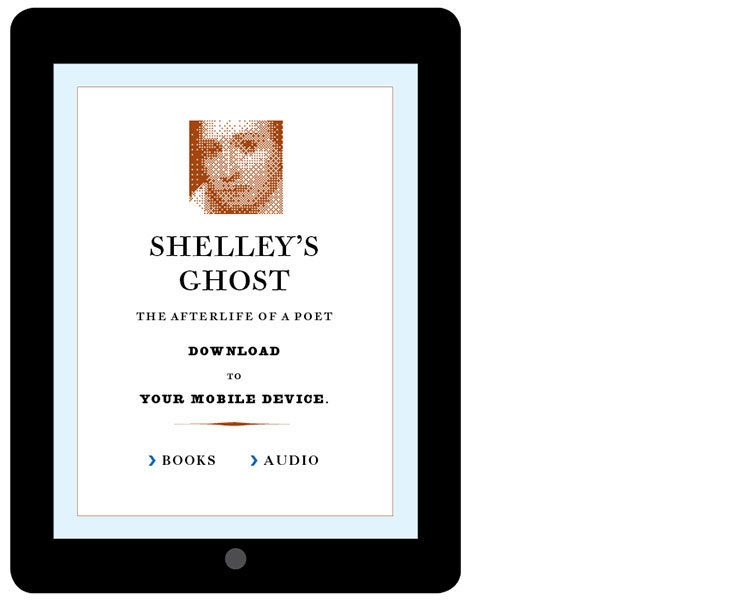 SHELLEY’S
GHOST
THE AFTERLIFE OF A POET
DOWNLOAD
TO
YOUR MOBILE DEVICE.
❯ BOOKS ❯ AUDIO